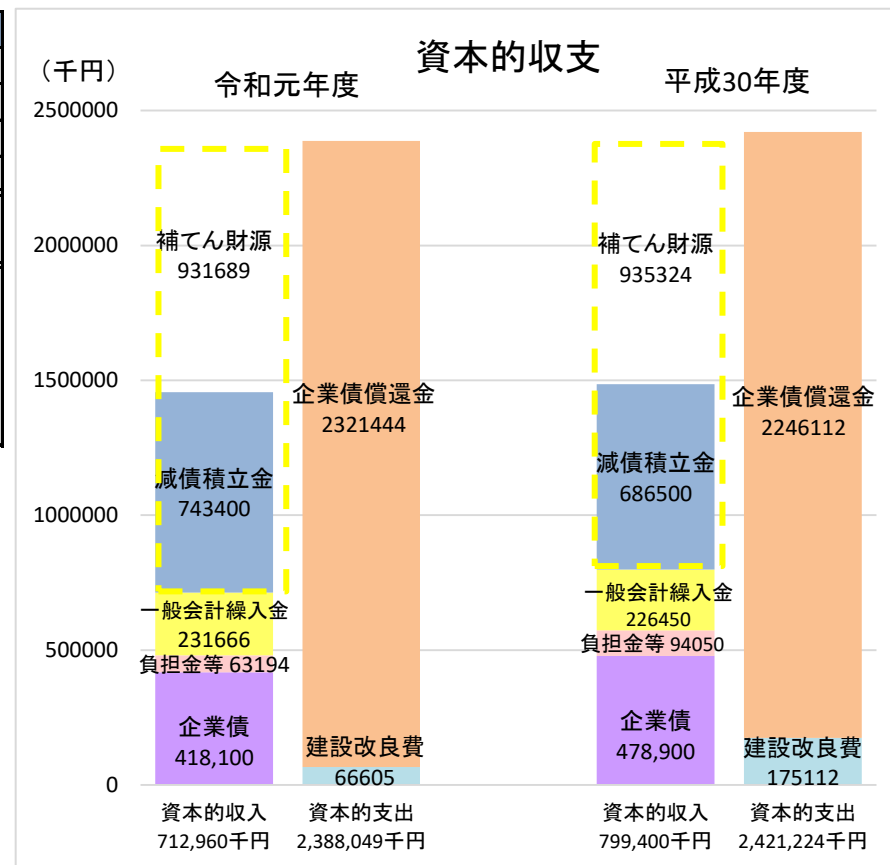 資本的収支
（千円）
令和元年度
平成30年度
2500000
2000000
1500000
1000000
500000
0
補てん財源
931689
減債積立金
743400
一般会計繰入金
231666
負担金等 63194
企業債
418,100
企業債償還金
2321444
建設改良費
66605
補てん財源
935324
減債積立金
686500
一般会計繰入金
226450
負担金等 94050
企業債
478,900
企業債償還金
2246112
建設改良費
175112
資本的収入
712,960千円
資本的支出
2,388,049千円
資本的収入
799,400千円
資本的支出
2,421,224千円